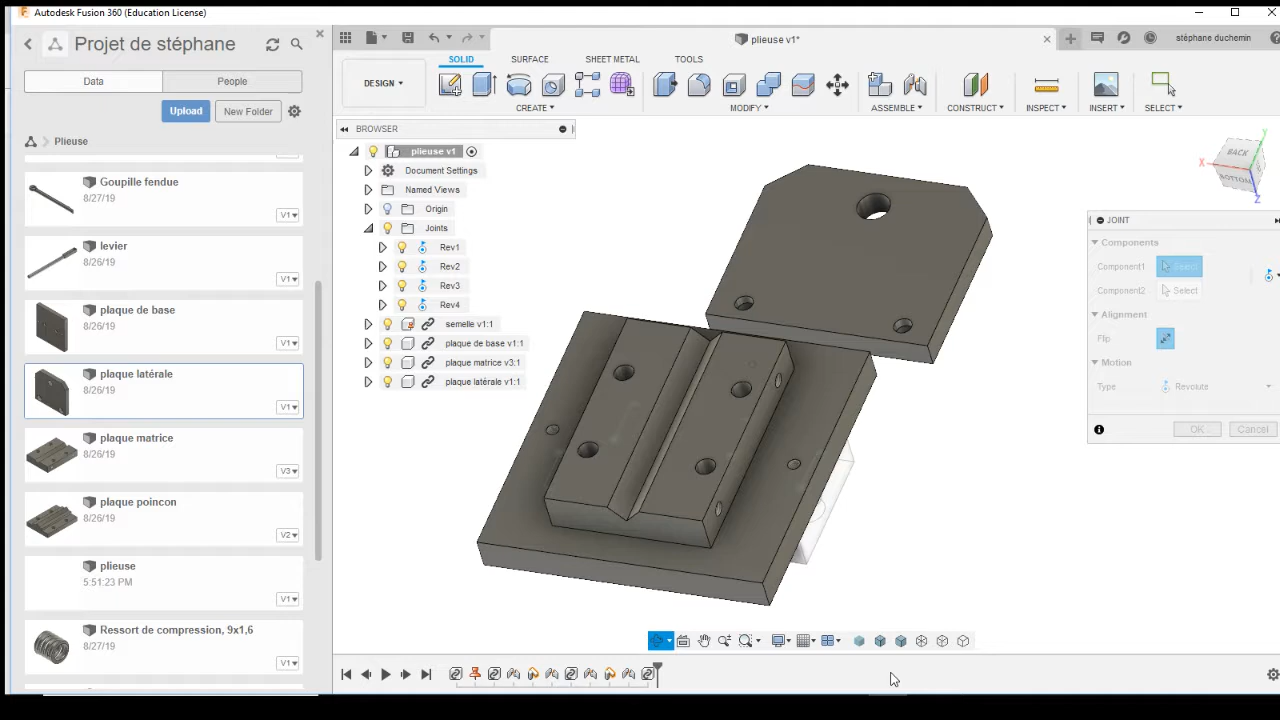 Autodesk Fusion 360 (Education License)
Projet de stéphane
Data People
Upload New Folder
Plieuse
Goupille fendue
8/27/19
V1
levier
8/26/19
V1
plaque de base
8/26/19
V1
plaque latérale
8/26/19
V1
plaque matrice
8/26/19
V3
plaque poincon
8/26/19
V2
plieuse
5:51:23 PM
V1
Ressort de compression, 9x1,6
8/27/19
V1
plieuse v1*
stéphane duchemin
SOLID SURFACE SHEET METAL TOOLS
DESIGN
CREATE MODIFY ASSEMBLE CONSTRUCT INSPECT INSERT SELECT
BROWSER
plieuse v1
Document Settings
Named Views
Origin
Joints
Rev1
Rev2
Rev3
Rev4
semelle v1:1
plaque de base v1:1
plaque matrice v3:1
plaque latérale v1:1
BACK
BOTTOM
X
Y
Z
JOINT
Components
Component1 Select
Component2 Select
Alignment
Flip
Motion
Type Revolute
OK Cancel